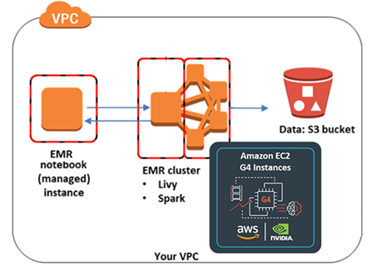 VPC
EMR
notebook
(managed)
instance
EMR cluster
• Livy
• Spark
Data: S3 bucket
Amazon EC2
G4 Instances
G4
aws
NVIDIA
Your VPC